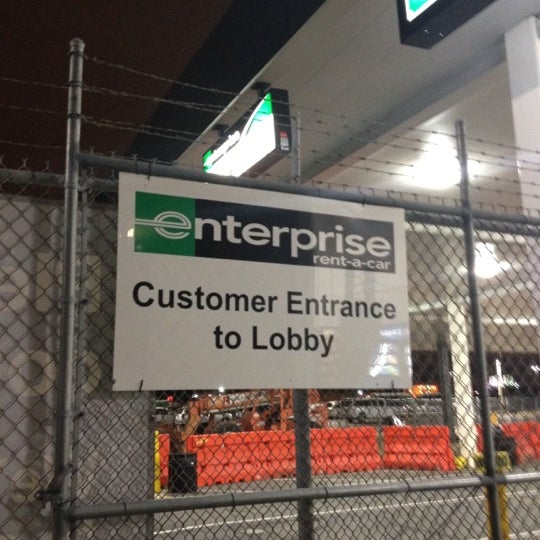 enterprise
rent-a-car
Customer Entrance
to Lobby